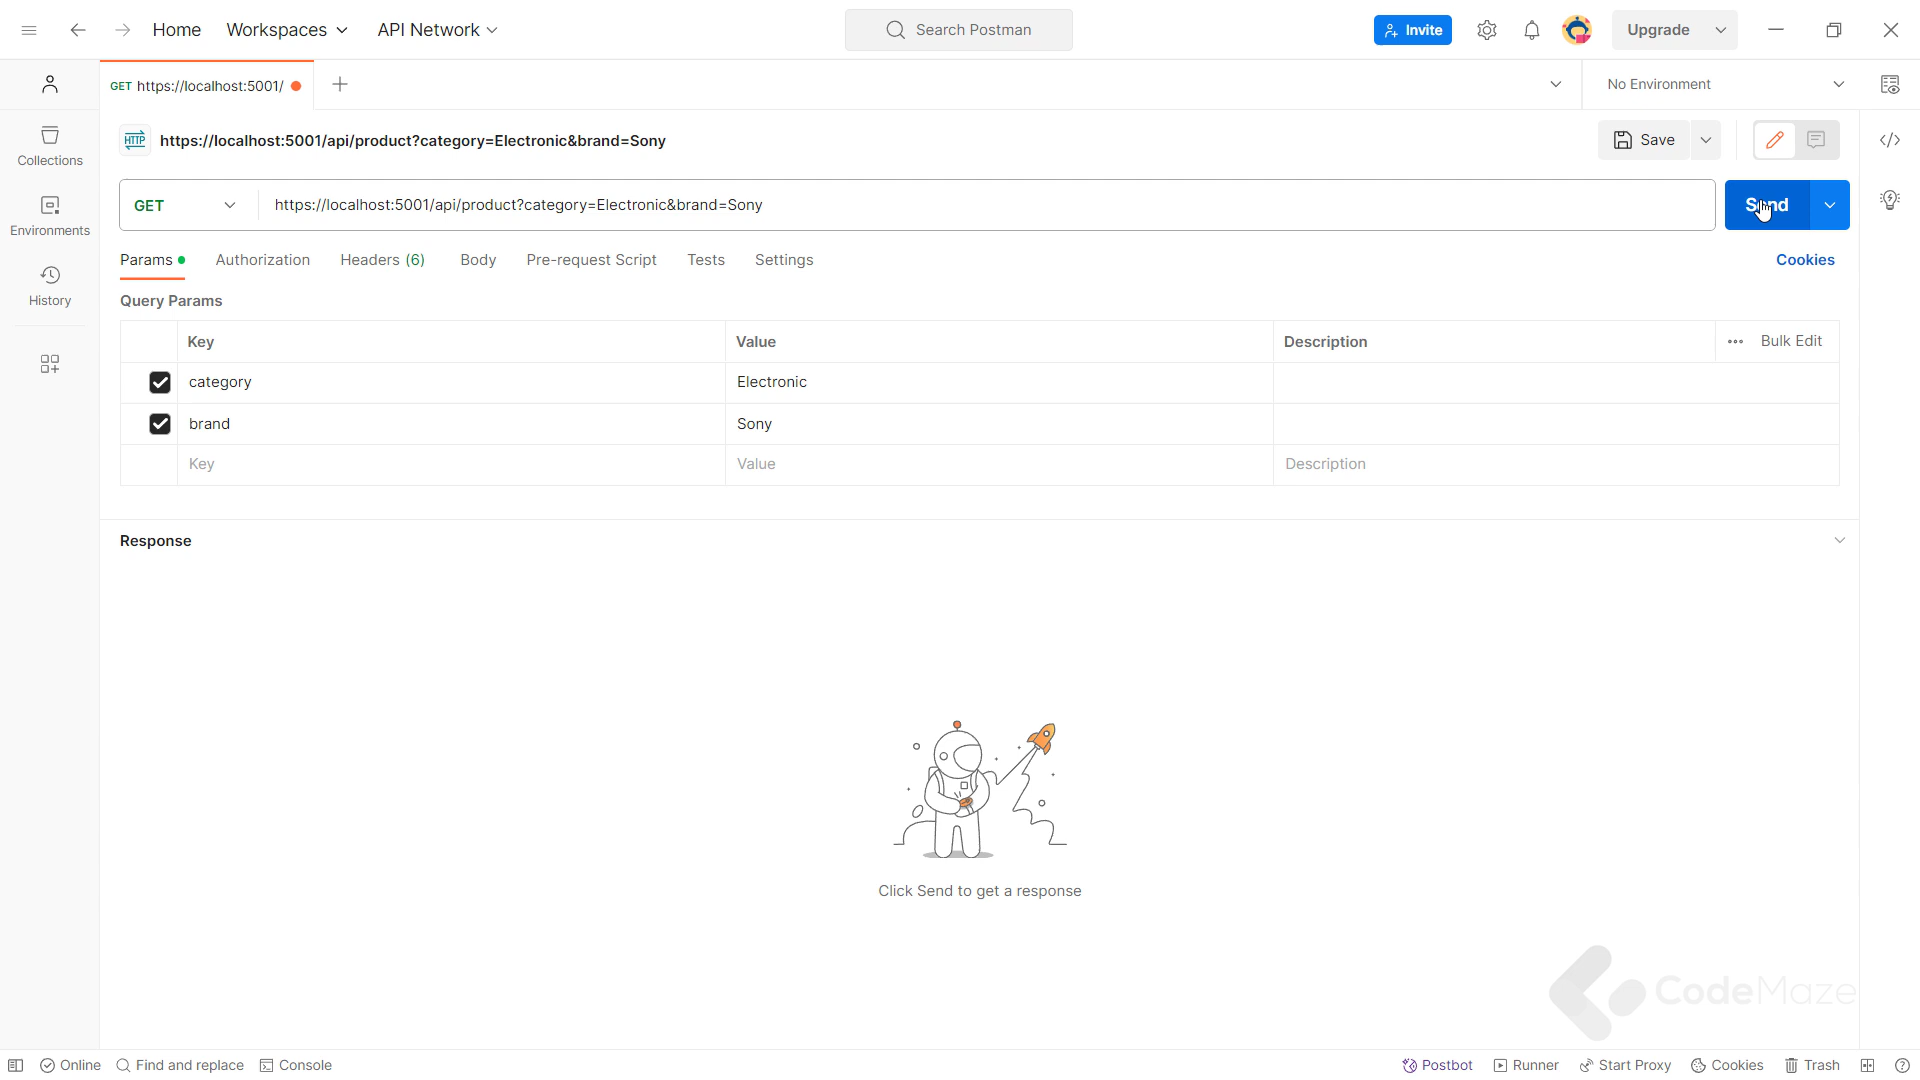 Home Workspaces API Network Search Postman Invite Upgrade
GET https://localhost:5001/ No Environment
HTTP https://localhost:5001/api/product?category=Electronic&brand=Sony Save
GET https://localhost:5001/api/product?category=Electronic&brand=Sony Send
Collections
Environments
History
Params Authorization Headers (6) Body Pre-request Script Tests Settings Cookies
Query Params
Key Value Description Bulk Edit
category Electronic
brand Sony
Key Value Description
Response
Click Send to get a response
CodeMaze
Online Find and replace Console Postbot Runner Start Proxy Cookies Trash